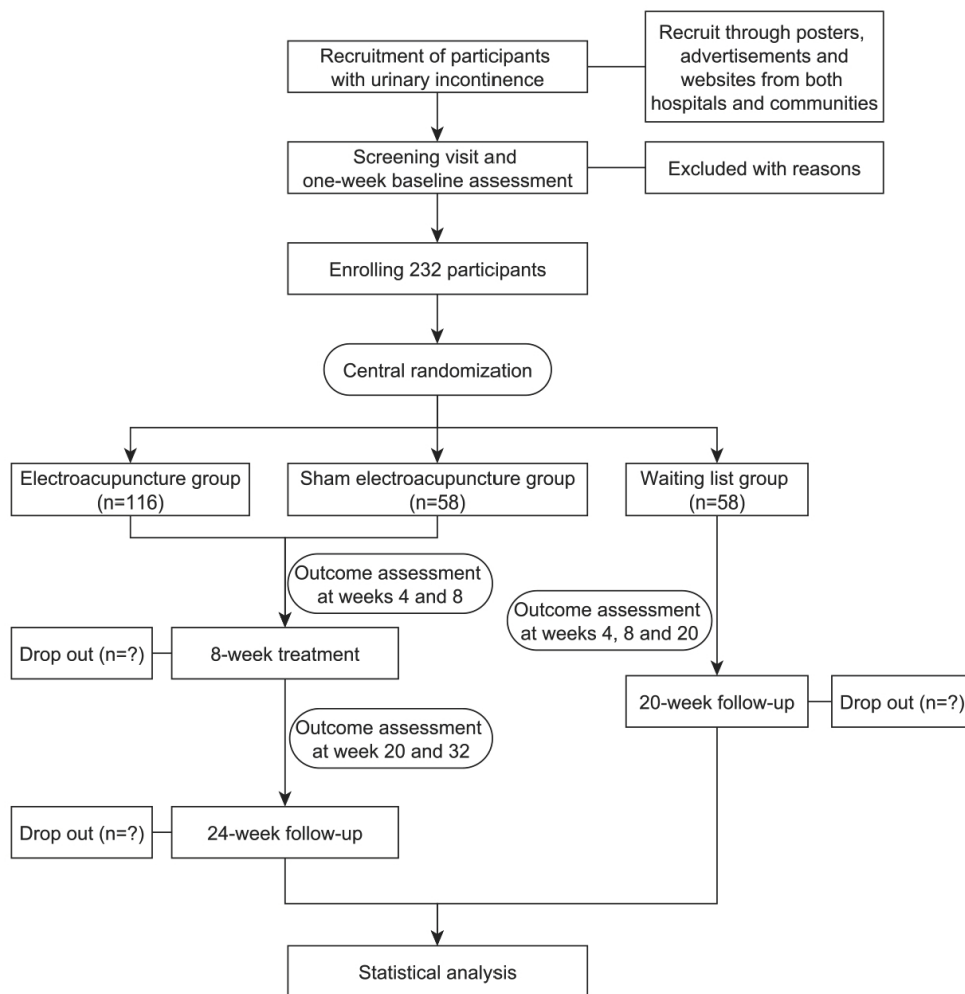 Recruitment of participants
with urinary incontinence
Recruit through posters,
advertisements and
websites from both
hospitals and communities
Screening visit and
one-week baseline assessment
Excluded with reasons
Enrolling 232 participants
Central randomization
Electroacupuncture group
(n=116)
Sham electroacupuncture group
(n=58)
Waiting list group
(n=58)
Outcome assessment
at weeks 4 and 8
Outcome assessment
at weeks 4, 8 and 20
Drop out (n=?)
8-week treatment
20-week follow-up
Drop out (n=?)
Outcome assessment
at week 20 and 32
Drop out (n=?)
24-week follow-up
Statistical analysis